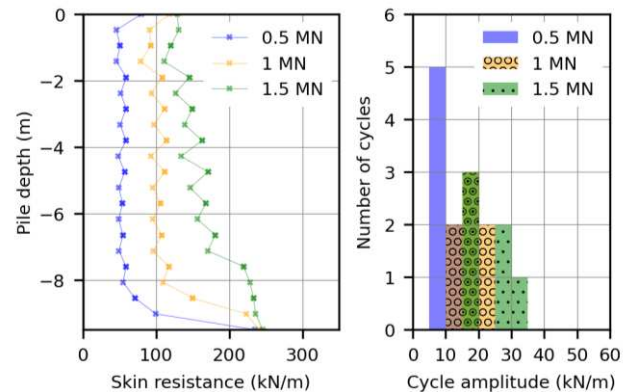 0
−2
−4
−6
−8
0
100
200
300
Pile depth (m)
Skin resistance (kN/m)
0.5 MN
1 MN
1.5 MN
6
5
4
3
2
1
0
0 10 20 30 40 50 60
Number of cycles
Cycle amplitude (kN/m)
0.5 MN
1 MN
1.5 MN